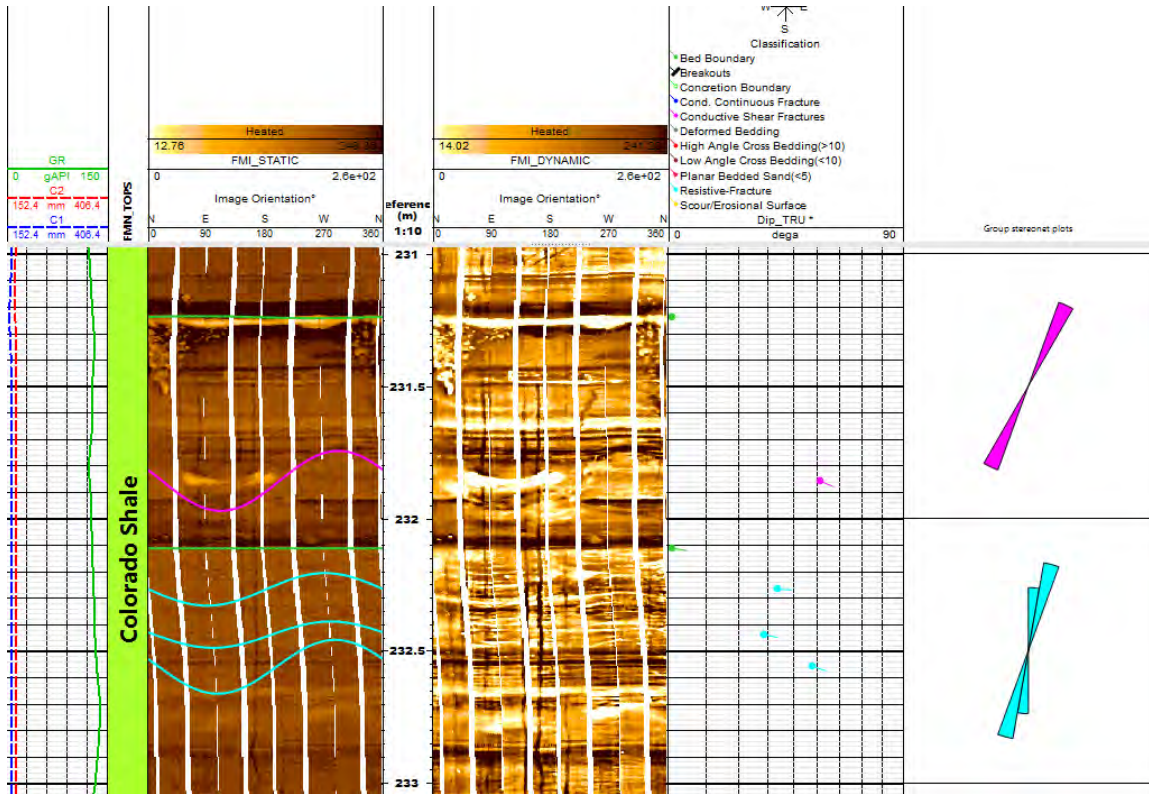 W E
S
Classification
Bed Boundary
Breakouts
Concretion Boundary
Cond. Continuous Fracture
Conductive Shear Fractures
Deformed Bedding
High Angle Cross Bedding(>10)
Low Angle Cross Bedding(<10)
Planar Bedded Sand(<5)
Resistive-Fracture
Scour/Erosional Surface
Dip_TRU *
0 dega 90
Group stereonet plots
GR
0 gAPI 150
C2
152.4 mm 406.4
C1
152.4 mm 406.4
FMN_TOPS
Heated
12.76
FMI_STATIC
0 2.6e+02
Image Orientation°
N E S W N
0 90 180 270 360
eference
(m)
1:10
Heated
14.02
FMI_DYNAMIC
0 2.6e+02
Image Orientation°
N E S W N
0 90 180 270 360
Colorado Shale
231
231.5
232
232.5
233